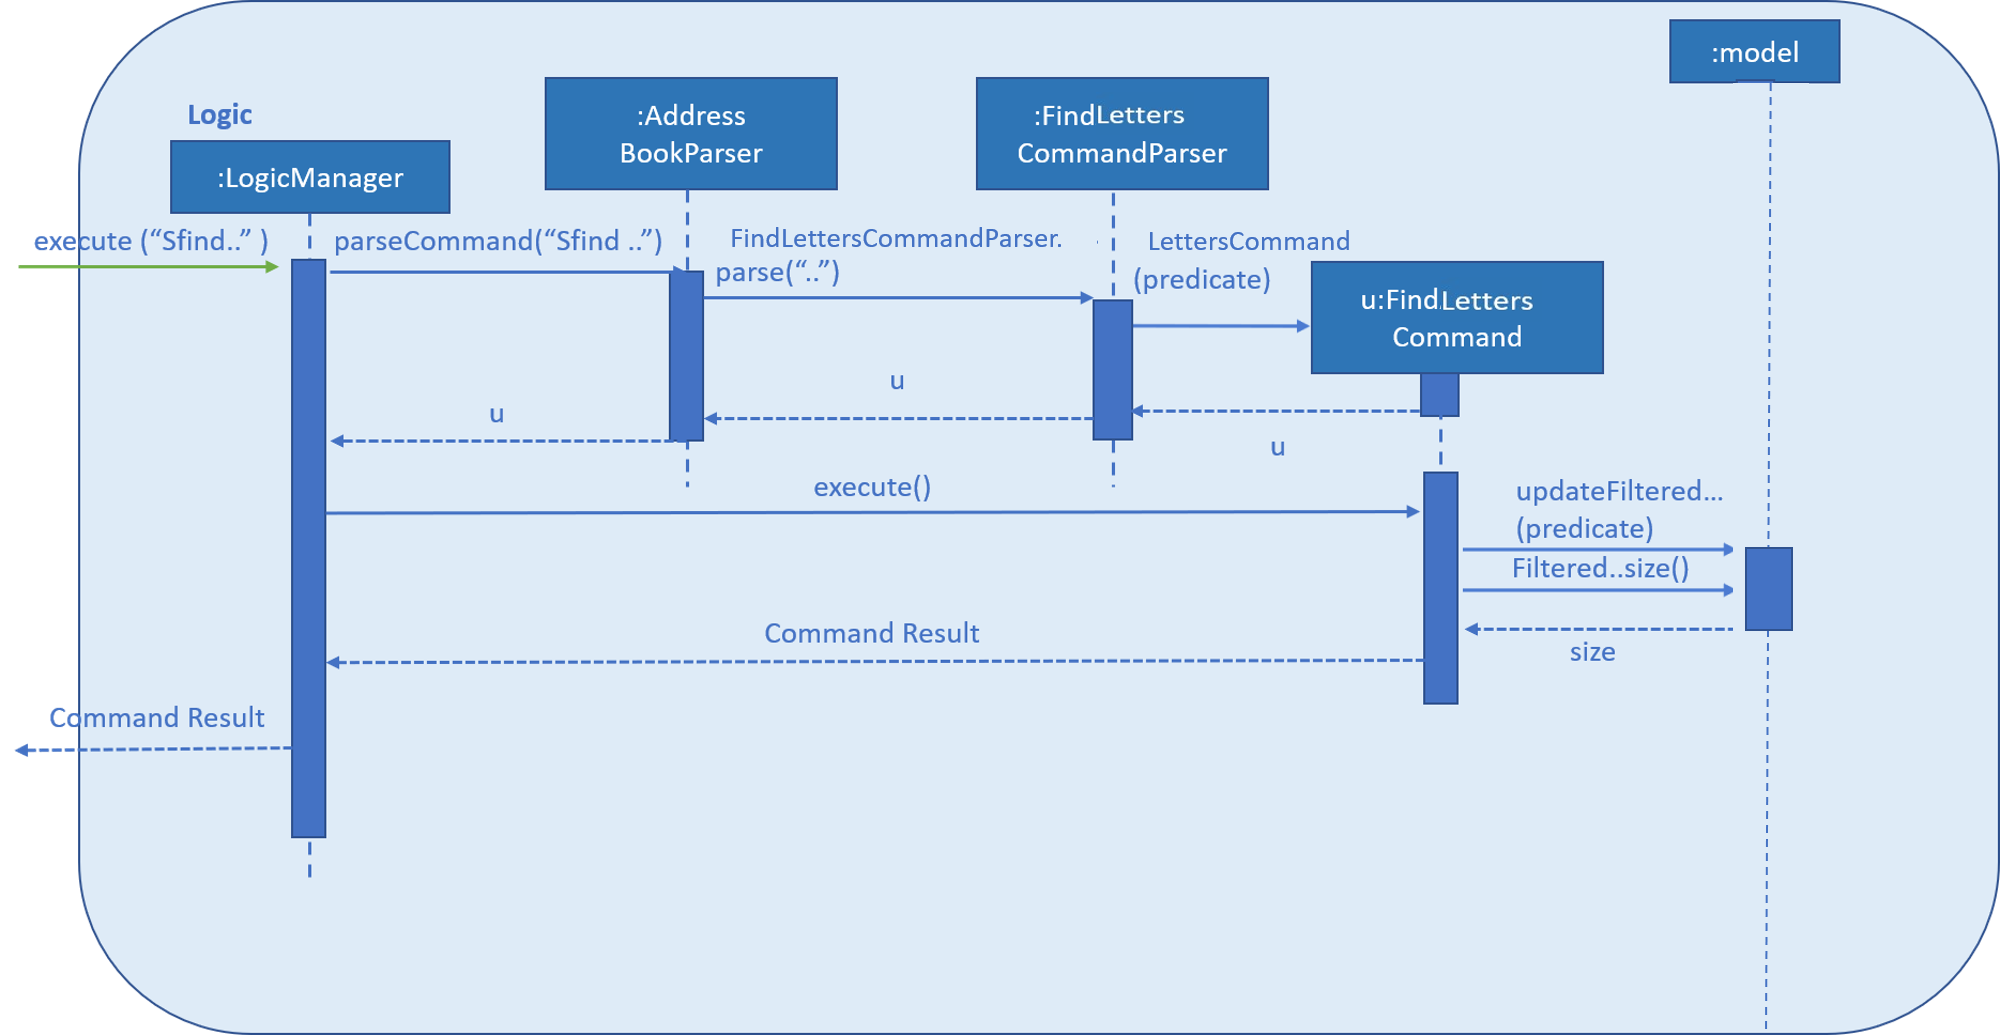 :model
Logic
:Address
BookParser
:FindLetters
CommandParser
:LogicManager
execute (“Sfind..” )
parseCommand(“Sfind ..”)
FindLettersCommandParser.
parse(“..”)
LettersCommand
(predicate)
u:FindLetters
Command
u
u
u
execute()
updateFiltered...
(predicate)
Filtered..size()
size
Command Result
Command Result